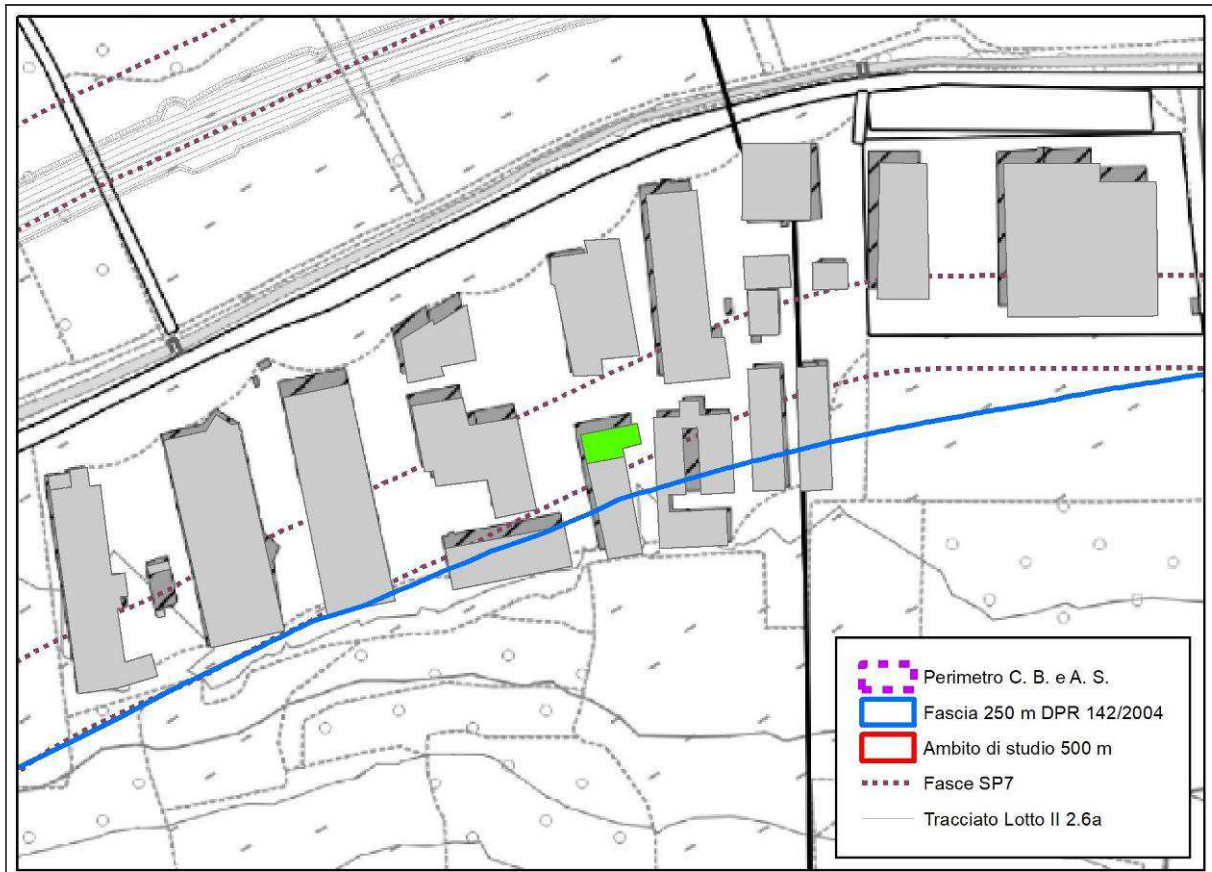 Perimetro C. B. e A. S.
Fascia 250 m DPR 142/2004
Ambito di studio 500 m
Fasce SP7
Tracciato Lotto II 2.6a